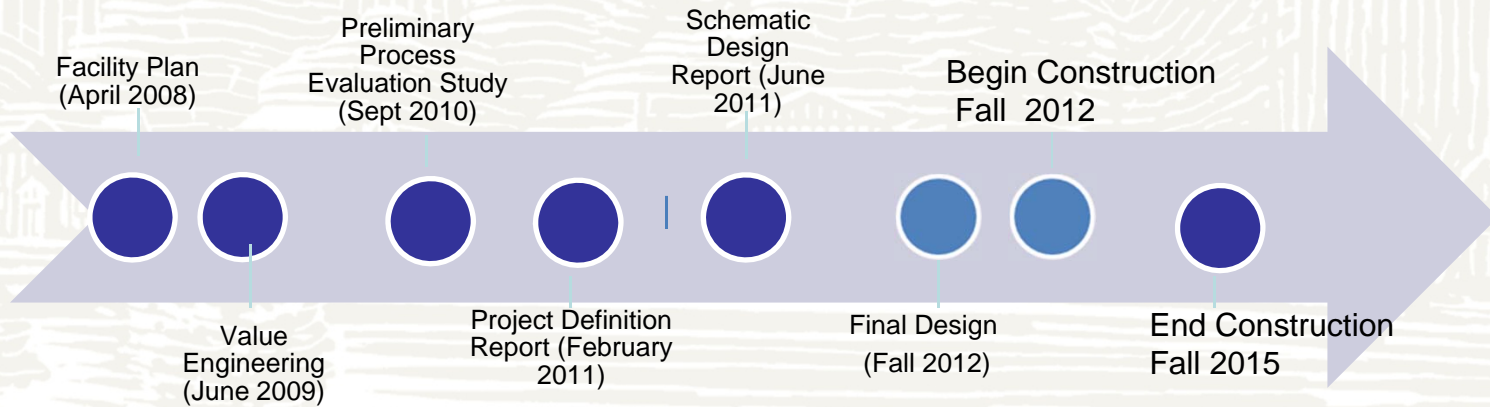 Facility Plan
(April 2008)
Value
Engineering
(June 2009)
Preliminary
Process
Evaluation Study
(Sept 2010)
Project Definition
Report (February
2011)
Schematic
Design
Report (June
2011)
Final Design
(Fall 2012)
Begin Construction
Fall 2012
End Construction
Fall 2015